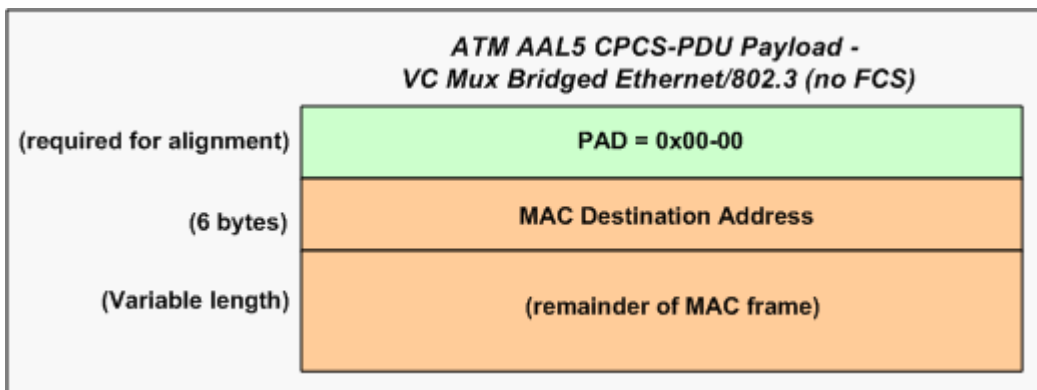 ATM AAL5 CPCS-PDU Payload -
VC Mux Bridged Ethernet/802.3 (no FCS)
(required for alignment) PAD = 0x00-00
(6 bytes) MAC Destination Address
(Variable length) (remainder of MAC frame)